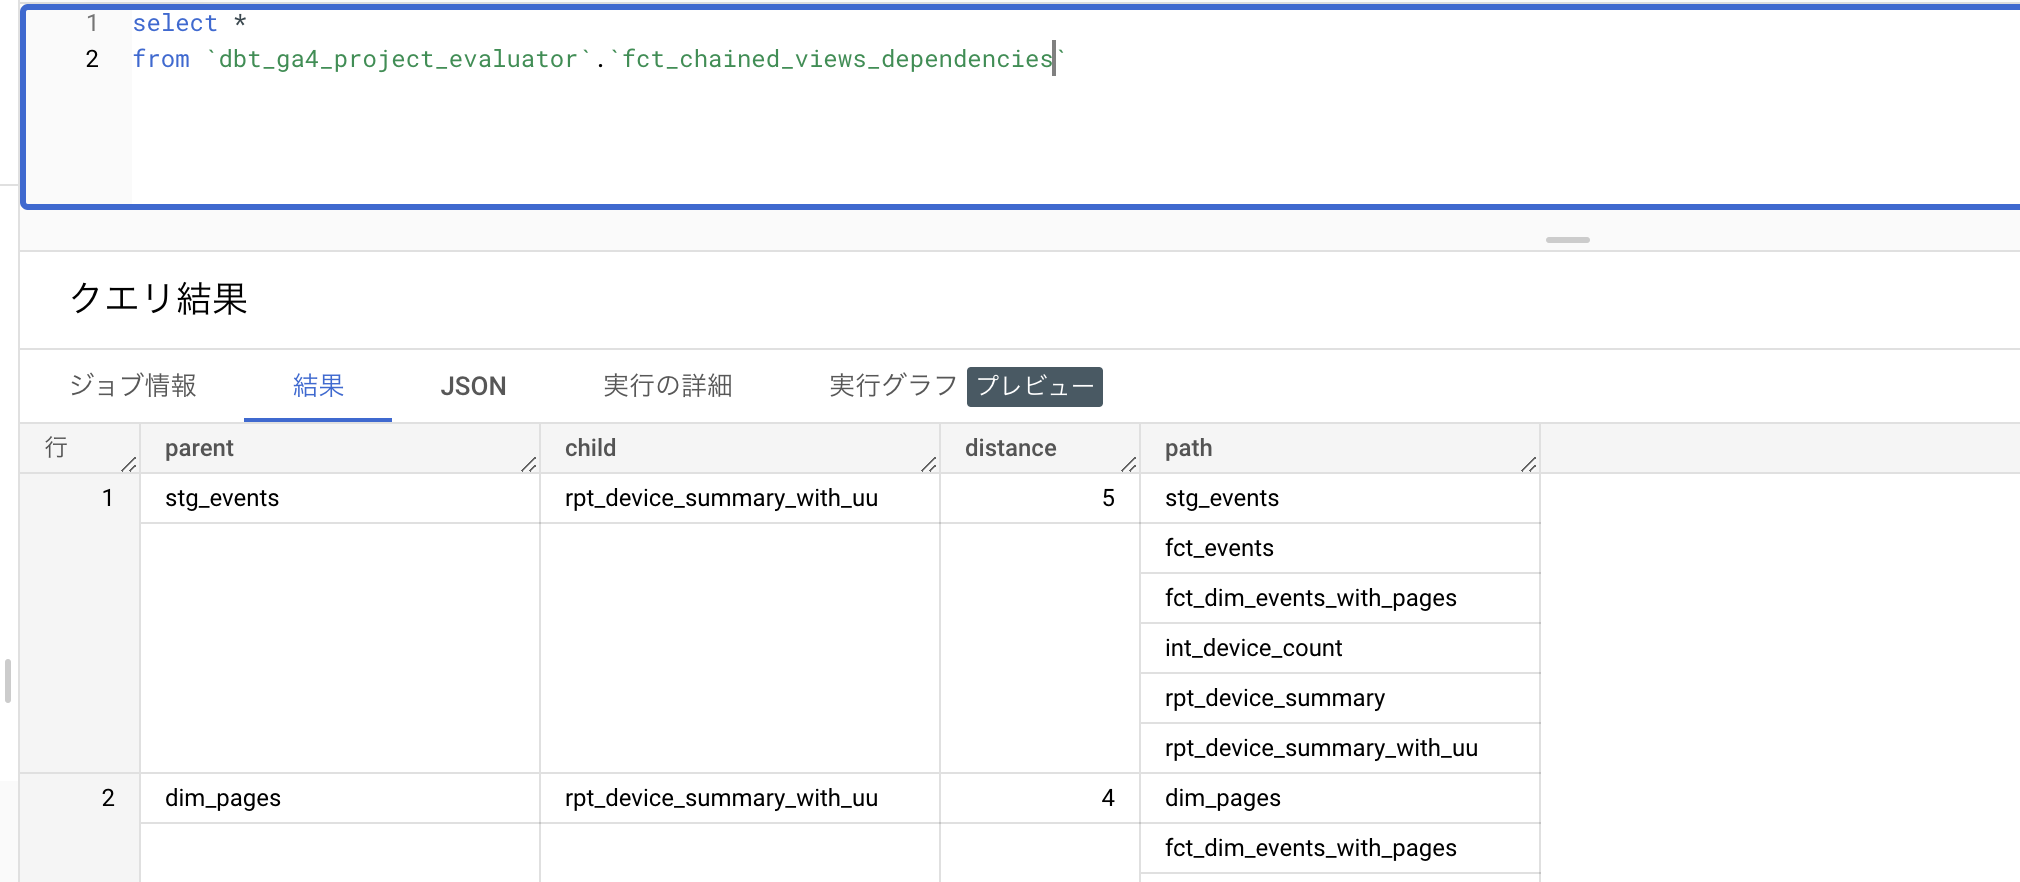 1 select *
2 from `dbt_ga4_project_evaluator`.`fct_chained_views_dependencies`
クエリ結果
ジョブ情報 結果 JSON 実行の詳細 実行グラフ プレビュー
行 parent child distance path
1 stg_events rpt_device_summary_with_uu 5 stg_events
fct_events
fct_dim_events_with_pages
int_device_count
rpt_device_summary
rpt_device_summary_with_uu
2 dim_pages rpt_device_summary_with_uu 4 dim_pages
fct_dim_events_with_pages